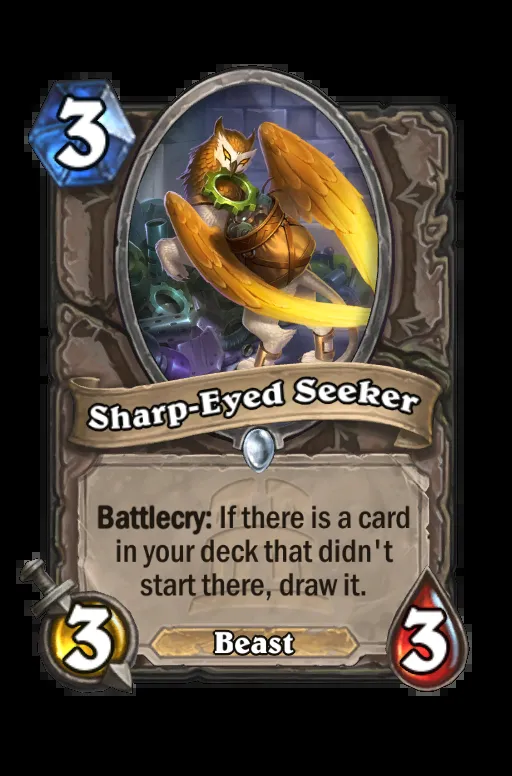 3
Sharp-Eyed Seeker
Battlecry: If there is a card
in your deck that didn't
start there, draw it.
3
Beast
3